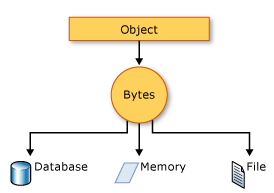 Object
Bytes
Database
Memory
File